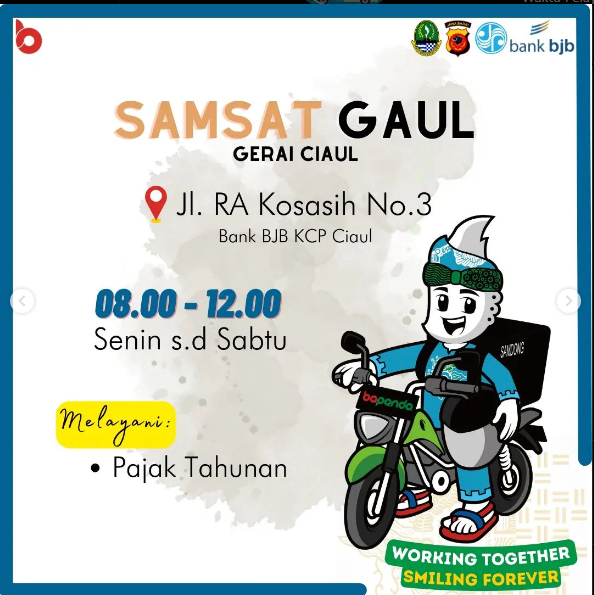 bank bjb
SAMSAT GAUL
GERAI CIAUL
Jl. RA Kosasih No.3
Bank BJB KCP Ciaul
08.00 - 12.00
Senin s.d Sabtu
SANDONG
bapenda
Melayani:
• Pajak Tahunan
WORKING TOGETHER
SMILING FOREVER